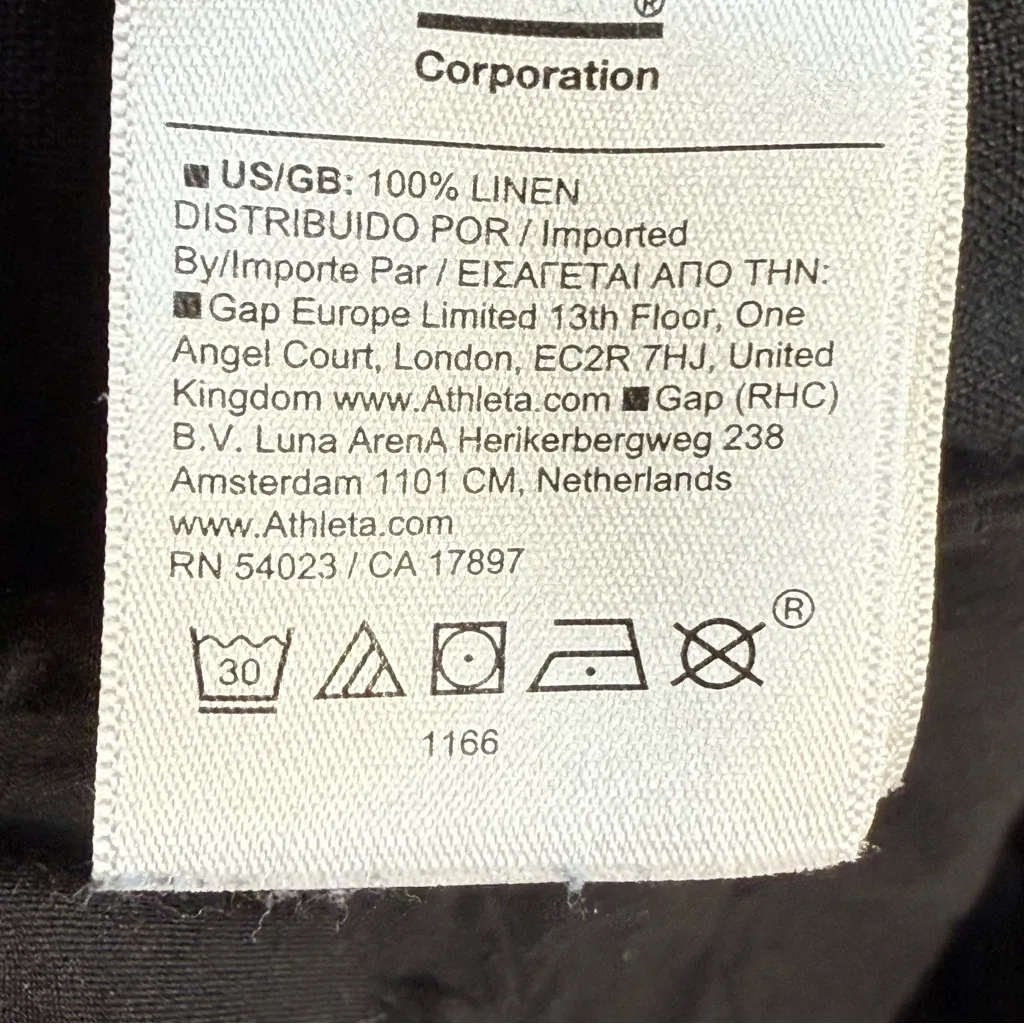 ®
Corporation
US/GB: 100% LINEN
DISTRIBUIDO POR / Imported
By/Importe Par / ΕΙΣΑΓΕΤΑΙ ΑΠΟ ΤΗΝ:
Gap Europe Limited 13th Floor, One
Angel Court, London, EC2R 7HJ, United
Kingdom www.Athleta.com ■ Gap (RHC)
B.V. Luna ArenA Herikerbergweg 238
Amsterdam 1101 CM, Netherlands
www.Athleta.com
RN 54023 / CA 17897
30 ®
1166